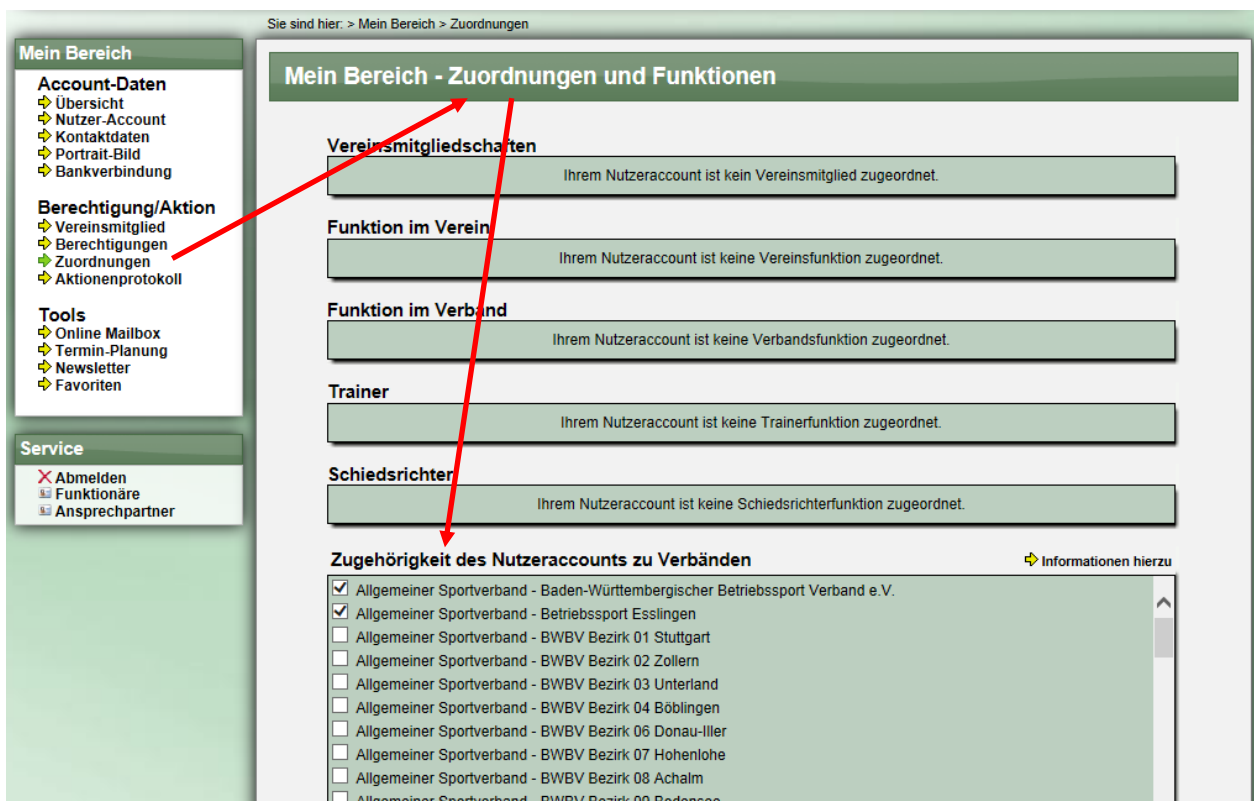 Sie sind hier: > Mein Bereich > Zuordnungen
Mein Bereich
Account-Daten
Übersicht
Nutzer-Account
Kontaktdaten
Portrait-Bild
Bankverbindung
Berechtigung/Aktion
Vereinsmitglied
Berechtigungen
Zuordnungen
Aktionenprotokoll
Tools
Online Mailbox
Termin-Planung
Newsletter
Favoriten
Service
Abmelden
Funktionäre
Ansprechpartner
Mein Bereich - Zuordnungen und Funktionen
Vereinsmitgliedschaften
Ihrem Nutzeraccount ist kein Vereinsmitglied zugeordnet.
Funktion im Verein
Ihrem Nutzeraccount ist keine Vereinsfunktion zugeordnet.
Funktion im Verband
Ihrem Nutzeraccount ist keine Verbandsfunktion zugeordnet.
Trainer
Ihrem Nutzeraccount ist keine Trainerfunktion zugeordnet.
Schiedsrichter
Ihrem Nutzeraccount ist keine Schiedsrichterfunktion zugeordnet.
Zugehörigkeit des Nutzeraccounts zu Verbänden
Informationen hierzu
Allgemeiner Sportverband - Baden-Württembergischer Betriebssport Verband e.V.
Allgemeiner Sportverband - Betriebssport Esslingen
Allgemeiner Sportverband - BWBV Bezirk 01 Stuttgart
Allgemeiner Sportverband - BWBV Bezirk 02 Zollern
Allgemeiner Sportverband - BWBV Bezirk 03 Unterland
Allgemeiner Sportverband - BWBV Bezirk 04 Böblingen
Allgemeiner Sportverband - BWBV Bezirk 06 Donau-Iller
Allgemeiner Sportverband - BWBV Bezirk 07 Hohenlohe
Allgemeiner Sportverband - BWBV Bezirk 08 Achalm
Allgemeiner Sportverband - BWBV Bezirk 09 Bodensee